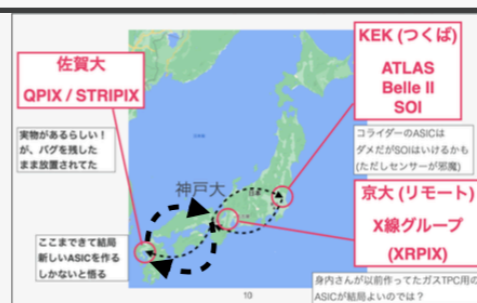 KEK (つくば)
ATLAS
Belle II
SOI
佐賀大
QPIX / STRIPIX
実物があるらしい！
が、バグを残した
まま放置されてた
コライダーのASICは
ダメだがSOIはいけるかも
(ただしセンサーが邪魔)
神戸大
京大 (リモート)
X線グループ
(XRPIX)
ここまできて結局
新しいASICを作る
しかないと悟る
身内さんが以前作ってたガスTPC用の
ASICが結局よいのでは？
10